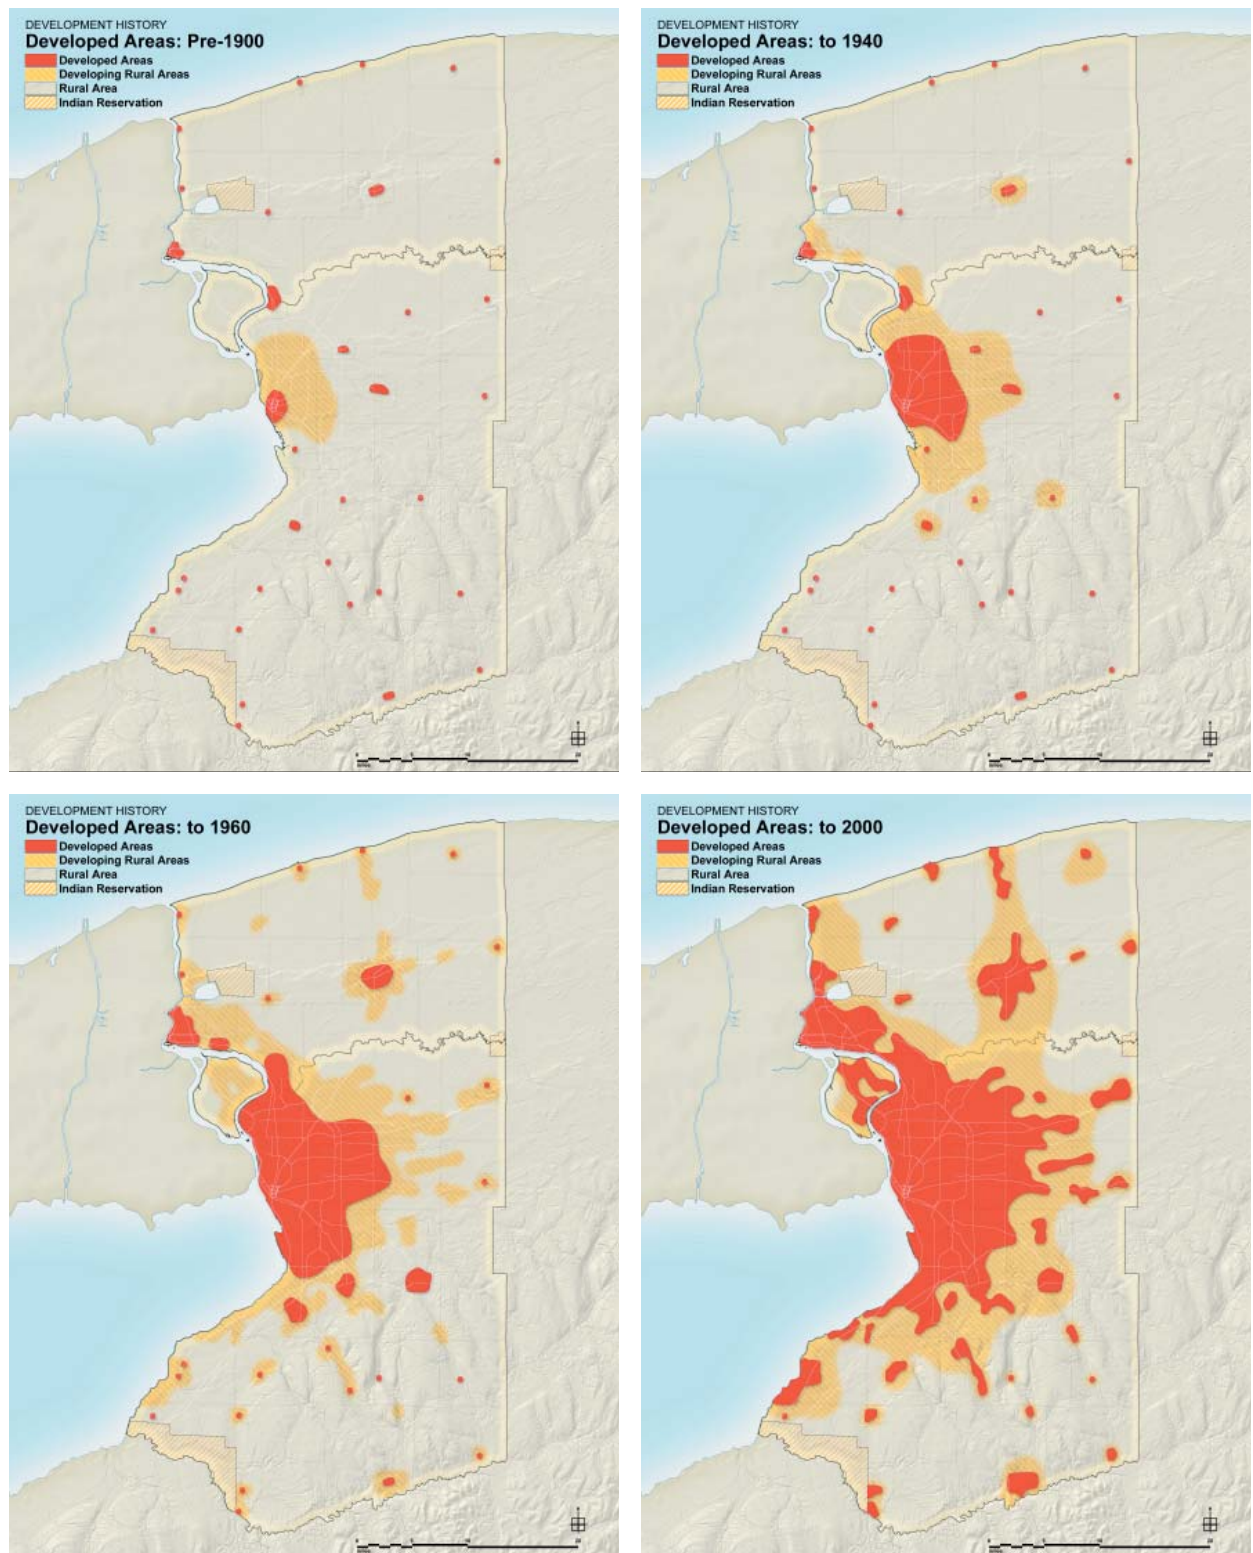 DEVELOPMENT HISTORY
Developed Areas: Pre-1900
Developed Areas
Developing Rural Areas
Rural Area
Indian Reservation
DEVELOPMENT HISTORY
Developed Areas: to 1940
Developed Areas
Developing Rural Areas
Rural Area
Indian Reservation
DEVELOPMENT HISTORY
Developed Areas: to 1960
Developed Areas
Developing Rural Areas
Rural Area
Indian Reservation
DEVELOPMENT HISTORY
Developed Areas: to 2000
Developed Areas
Developing Rural Areas
Rural Area
Indian Reservation